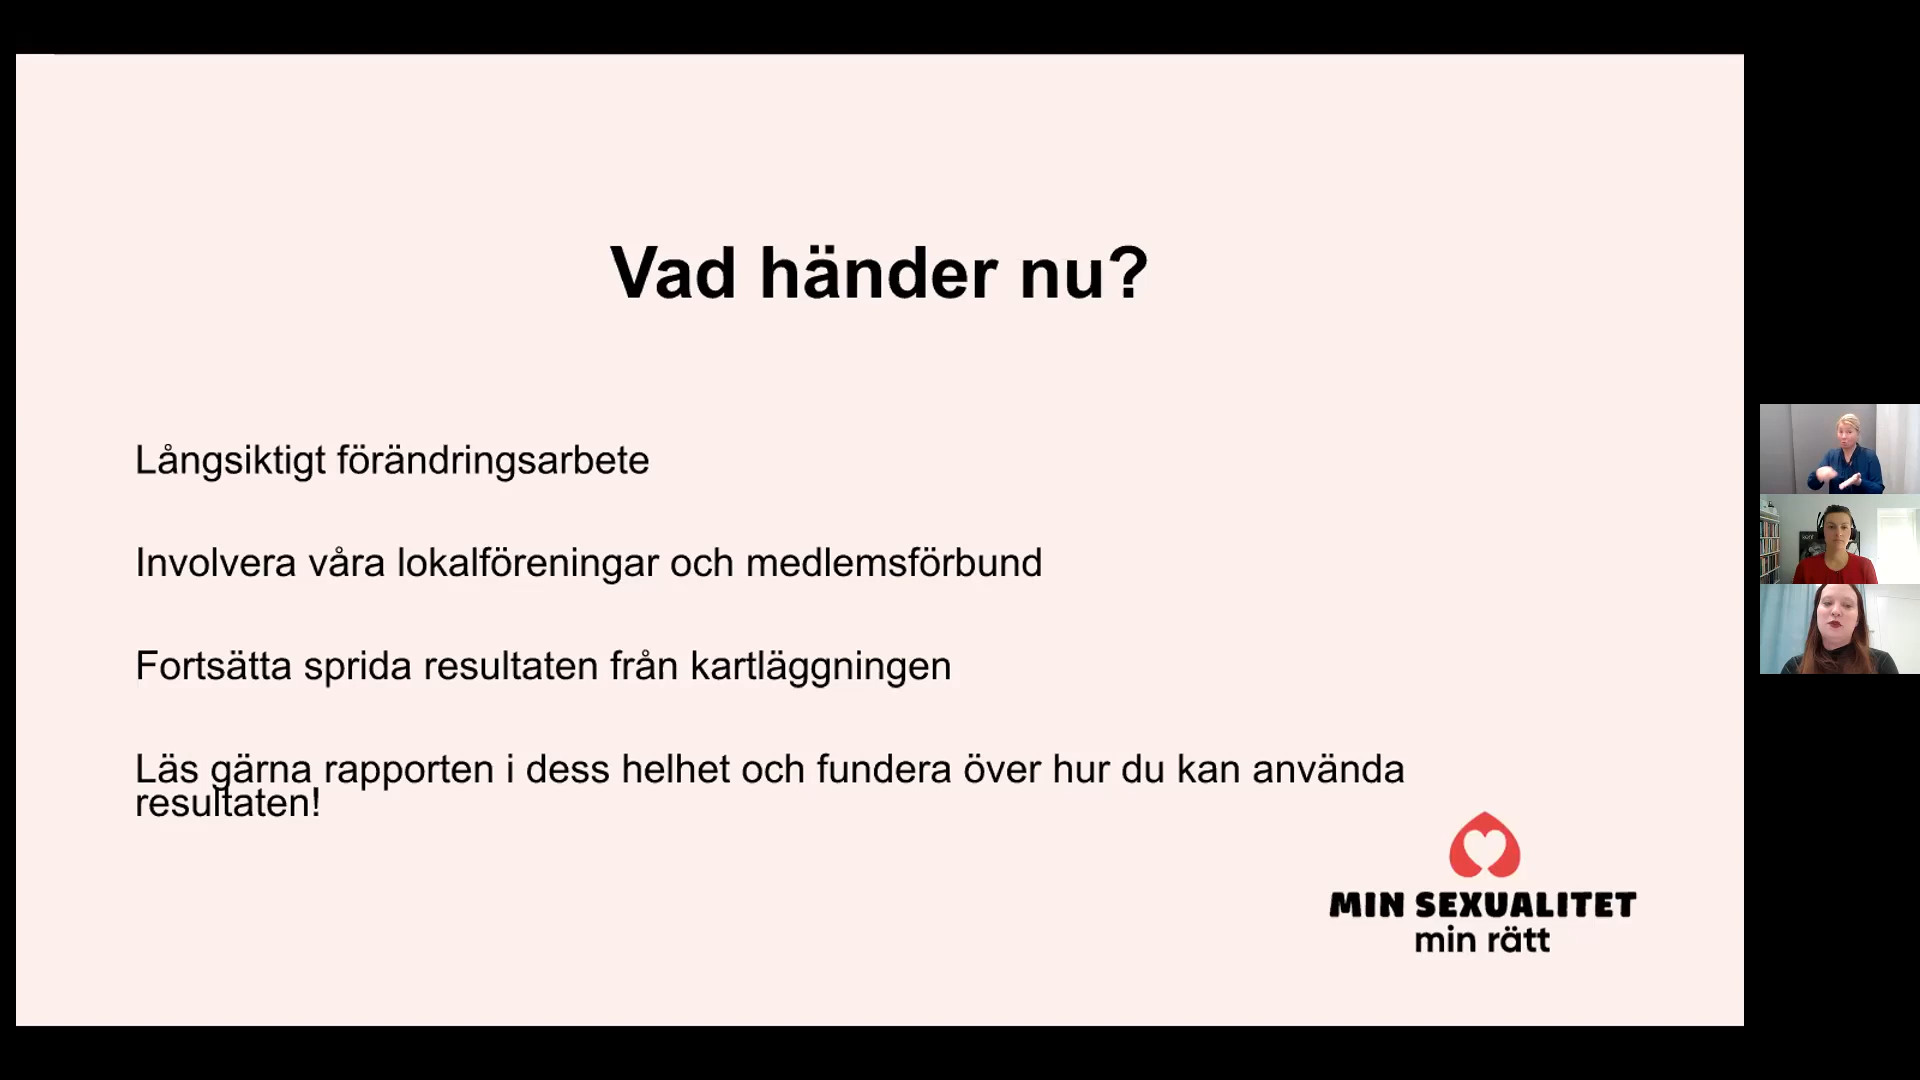 Vad händer nu?
Långsiktigt förändringsarbete
Involvera våra lokalföreningar och medlemsförbund
Fortsätta sprida resultaten från kartläggningen
Läs gärna rapporten i dess helhet och fundera över hur du kan använda
resultaten!
MIN SEXUALITET
min rätt